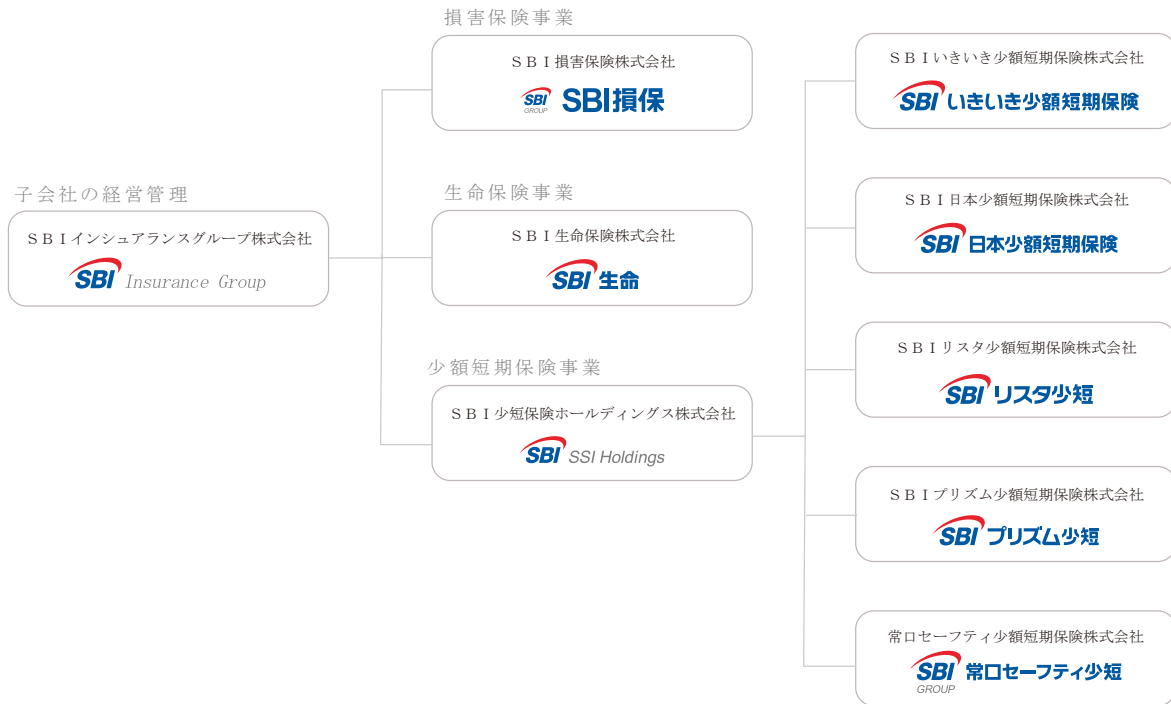 子会社の経営管理
SBIインシュアランスグループ株式会社
SBI Insurance Group
損害保険事業
SBI損害保険株式会社
SBI GROUP SBI損保
生命保険事業
SBI生命保険株式会社
SBI 生命
少額短期保険事業
SBI少短保険ホールディングス株式会社
SBI SSI Holdings
SBIいきいき少額短期保険株式会社
SBI いきいき少額短期保険
SBI日本少額短期保険株式会社
SBI 日本少額短期保険
SBIリスタ少額短期保険株式会社
SBI リスタ少短
SBIプリズム少額短期保険株式会社
SBI プリズム少短
常口セーフティ少額短期保険株式会社
SBI GROUP 常口セーフティ少短